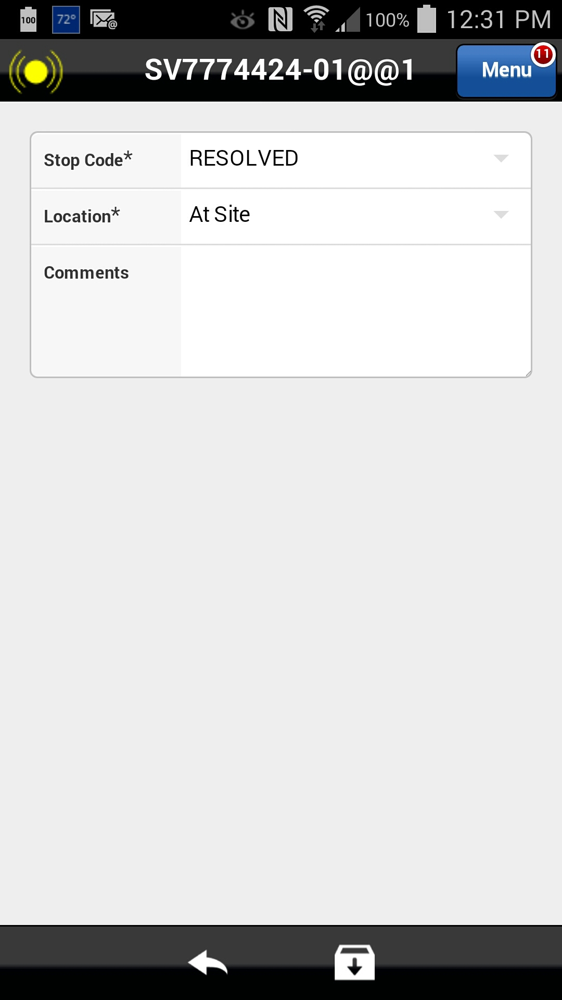 100 72° 100% 12:31 PM
SV7774424-01@@1 Menu 11
Stop Code* RESOLVED
Location* At Site
Comments